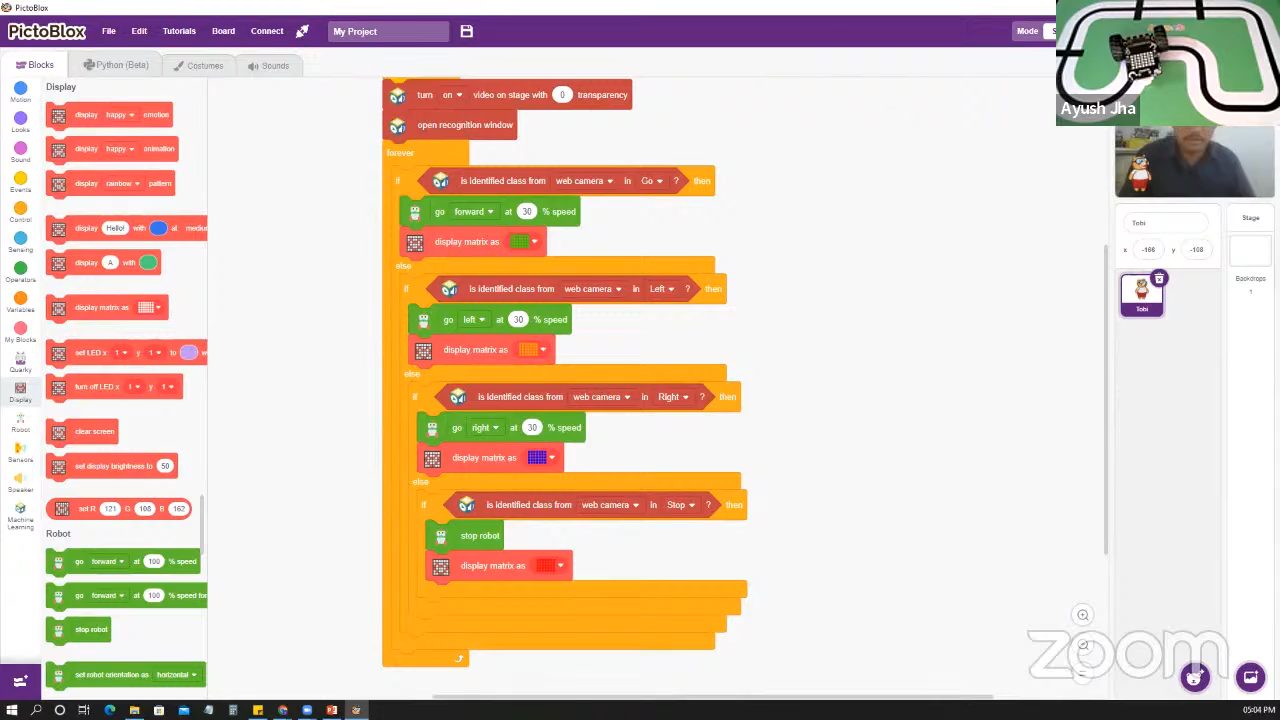 PictoBlox
PictoBlox File Edit Tutorials Board Connect My Project Mode
Blocks Python (Beta) Costumes Sounds
Motion
Looks
Sound
Events
Control
Sensing
Operators
Variables
My Blocks
Quarky
Display
Robot
Sensors
Speaker
Machine
Learning
Display
display happy emotion
display happy animation
display rainbow pattern
display Hello! with at medium
display A with
display matrix as
set LED x 1 y 1 to
turn off LED x 1 y 1
clear screen
set display brightness to 50
set R 121 G 108 B 162
Robot
go forward at 100 % speed
go forward at 100 % speed for
stop robot
set robot orientation as horizontal
turn on video on stage with 0 transparency
open recognition window
forever
if is identified class from web camera in Go ? then
go forward at 30 % speed
display matrix as
else
if is identified class from web camera in Left ? then
go left at 30 % speed
display matrix as
else
if is identified class from web camera in Right ? then
go right at 30 % speed
display matrix as
else
if is identified class from web camera in Stop ? then
stop robot
display matrix as
Ayush Jha
Tobi
x -166 y -108
Tobi
Stage
Backdrops
1
zoom
05:04 PM